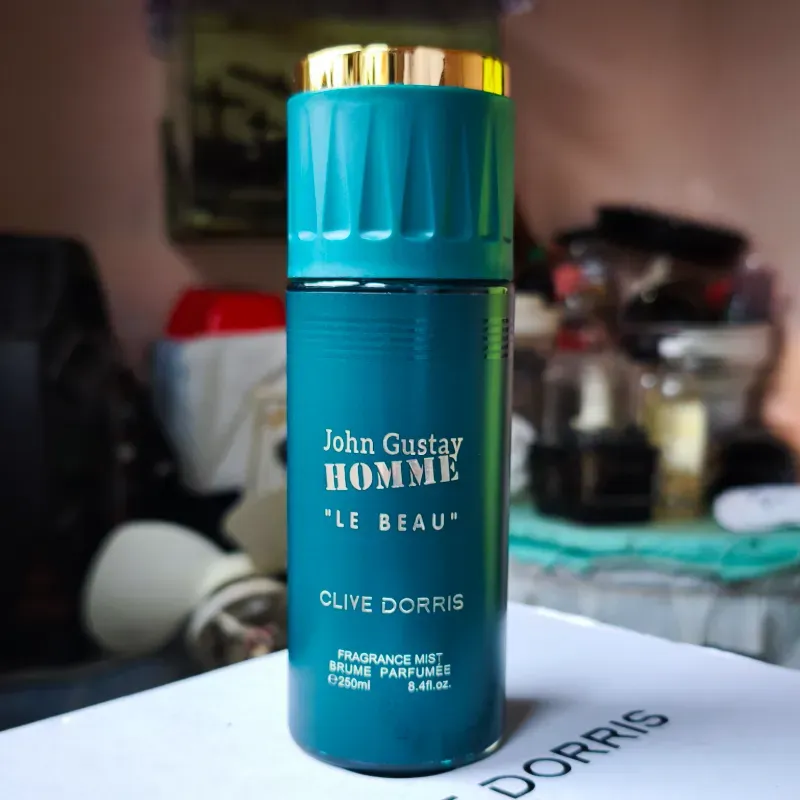 John Gustay
HOMME
"LE BEAU"
CLIVE DORRIS
FRAGRANCE MIST
BRUME PARFUMÉE
℮250ml 8.4fl.oz.
DORRIS